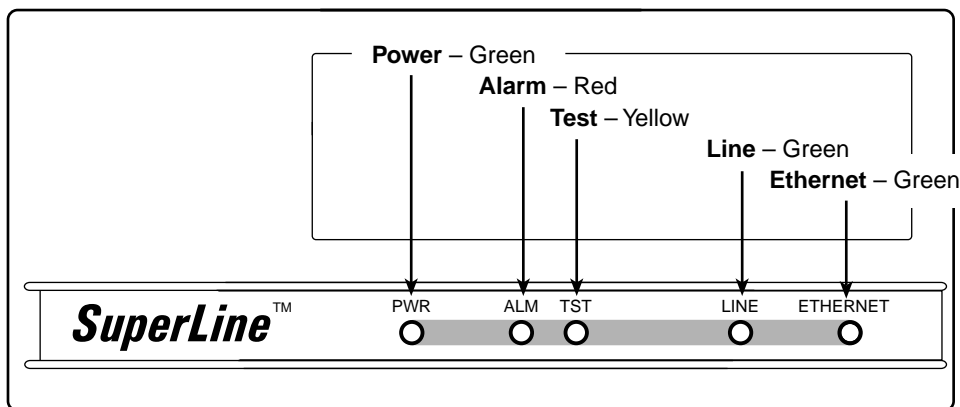 Power – Green
Alarm – Red
Test – Yellow
Line – Green
Ethernet – Green
SuperLine™
PWR
ALM
TST
LINE
ETHERNET